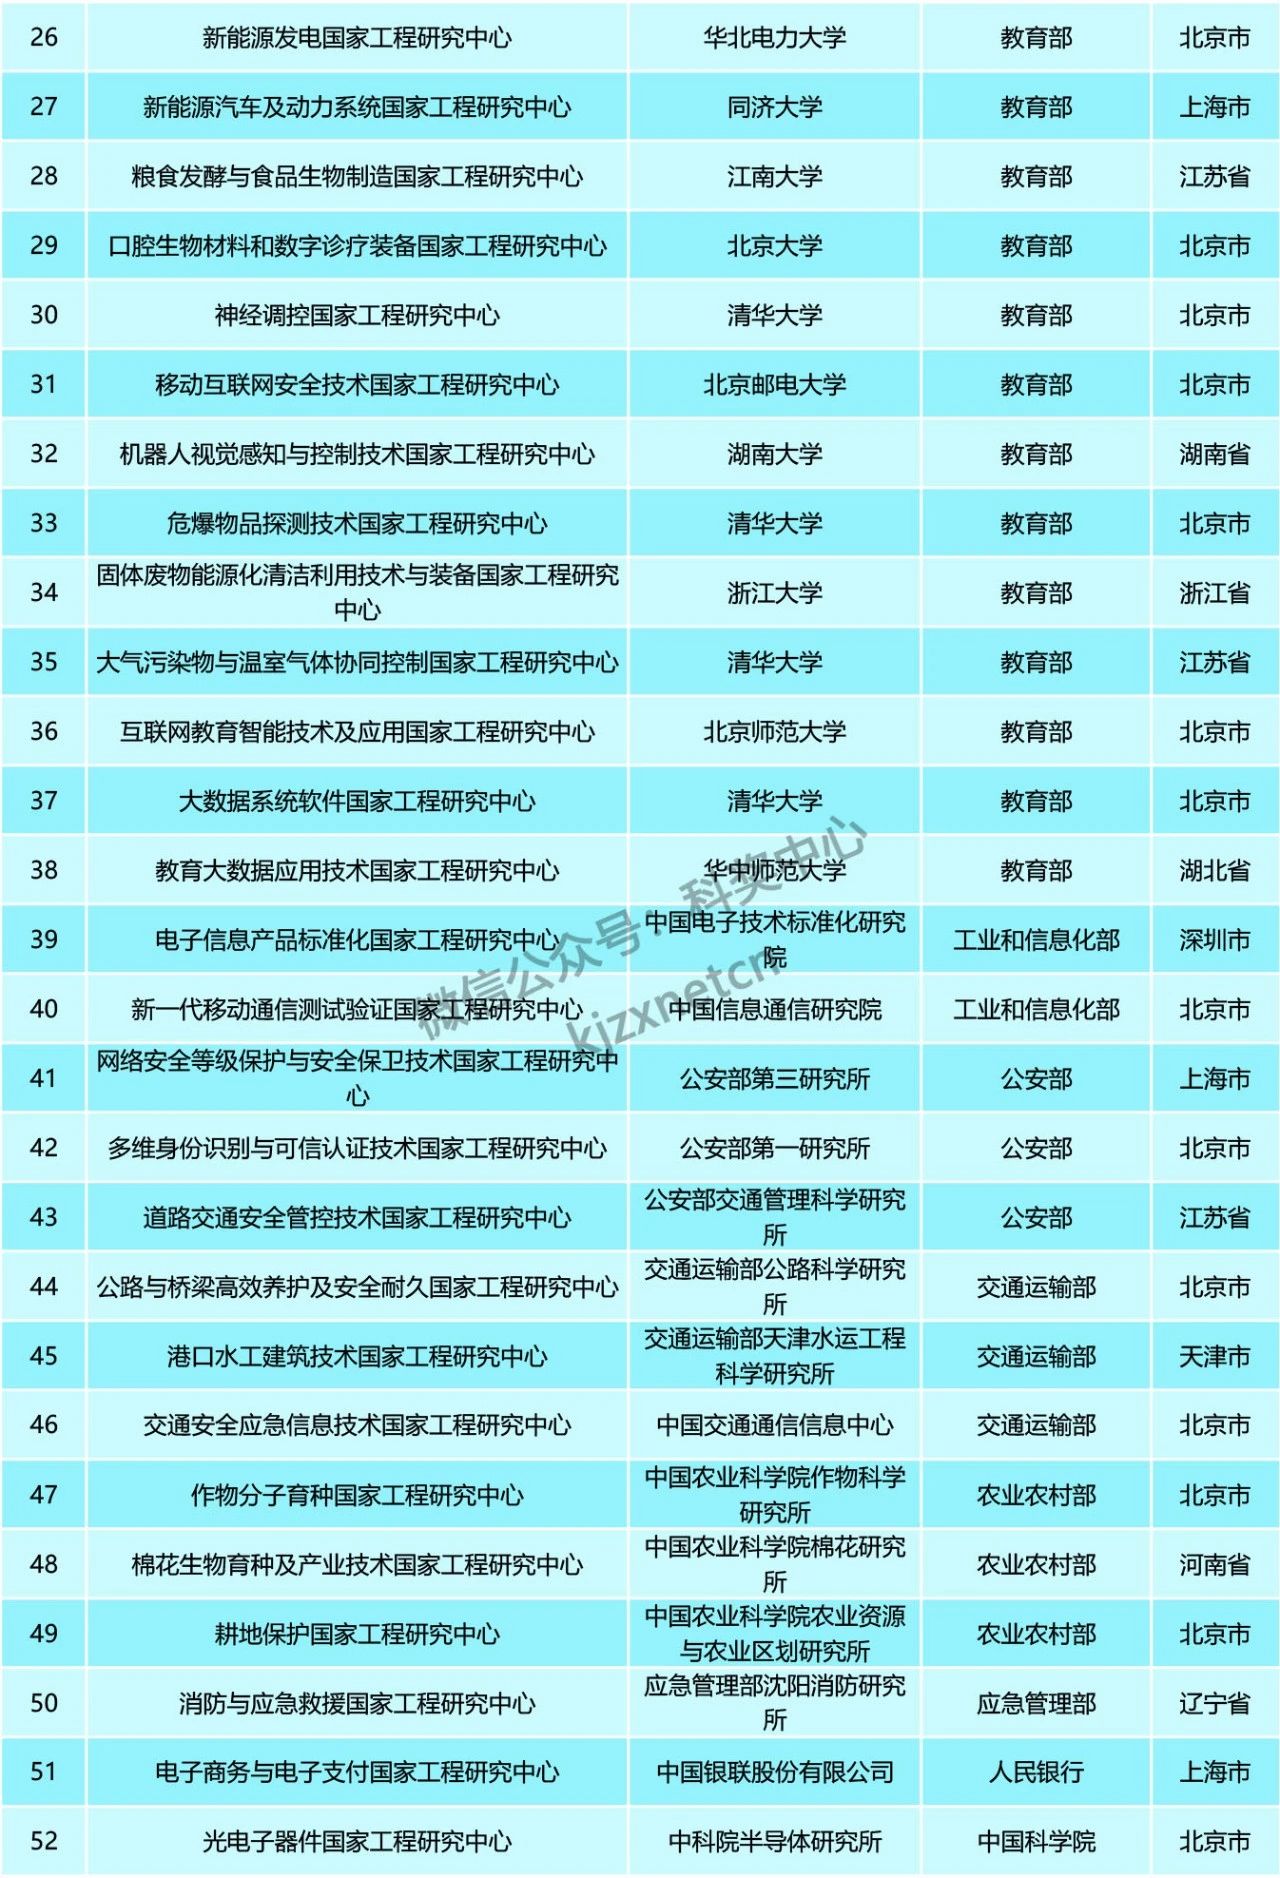 26 新能源发电国家工程研究中心 华北电力大学 教育部 北京市
27 新能源汽车及动力系统国家工程研究中心 同济大学 教育部 上海市
28 粮食发酵与食品生物制造国家工程研究中心 江南大学 教育部 江苏省
29 口腔生物材料和数字诊疗装备国家工程研究中心 北京大学 教育部 北京市
30 神经调控国家工程研究中心 清华大学 教育部 北京市
31 移动互联网安全技术国家工程研究中心 北京邮电大学 教育部 北京市
32 机器人视觉感知与控制技术国家工程研究中心 湖南大学 教育部 湖南省
33 危爆物品探测技术国家工程研究中心 清华大学 教育部 北京市
34 固体废物能源化清洁利用技术与装备国家工程研究
中心 浙江大学 教育部 浙江省
35 大气污染物与温室气体协同控制国家工程研究中心 清华大学 教育部 江苏省
36 互联网教育智能技术及应用国家工程研究中心 北京师范大学 教育部 北京市
37 大数据系统软件国家工程研究中心 清华大学 教育部 北京市
38 教育大数据应用技术国家工程研究中心 华中师范大学 教育部 湖北省
39 电子信息产品标准化国家工程研究中心 中国电子技术标准化研究
院 工业和信息化部 深圳市
40 新一代移动通信测试验证国家工程研究中心 中国信息通信研究院 工业和信息化部 北京市
41 网络安全等级保护与安全保卫技术国家工程研究中
心 公安部第三研究所 公安部 上海市
42 多维身份识别与可信认证技术国家工程研究中心 公安部第一研究所 公安部 北京市
43 道路交通安全管控技术国家工程研究中心 公安部交通管理科学研究
所 公安部 江苏省
44 公路与桥梁高效养护及安全耐久国家工程研究中心 交通运输部公路科学研究
所 交通运输部 北京市
45 港口水工建筑技术国家工程研究中心 交通运输部天津水运工程
科学研究所 交通运输部 天津市
46 交通安全应急信息技术国家工程研究中心 中国交通通信信息中心 交通运输部 北京市
47 作物分子育种国家工程研究中心 中国农业科学院作物科学
研究所 农业农村部 北京市
48 棉花生物育种及产业技术国家工程研究中心 中国农业科学院棉花研究
所 农业农村部 河南省
49 耕地保护国家工程研究中心 中国农业科学院农业资源
与农业区划研究所 农业农村部 北京市
50 消防与应急救援国家工程研究中心 应急管理部沈阳消防研究
所 应急管理部 辽宁省
51 电子商务与电子支付国家工程研究中心 中国银联股份有限公司 人民银行 上海市
52 光电子器件国家工程研究中心 中科院半导体研究所 中国科学院 北京市
微信公众号：科奖中心
kjzxnetcn